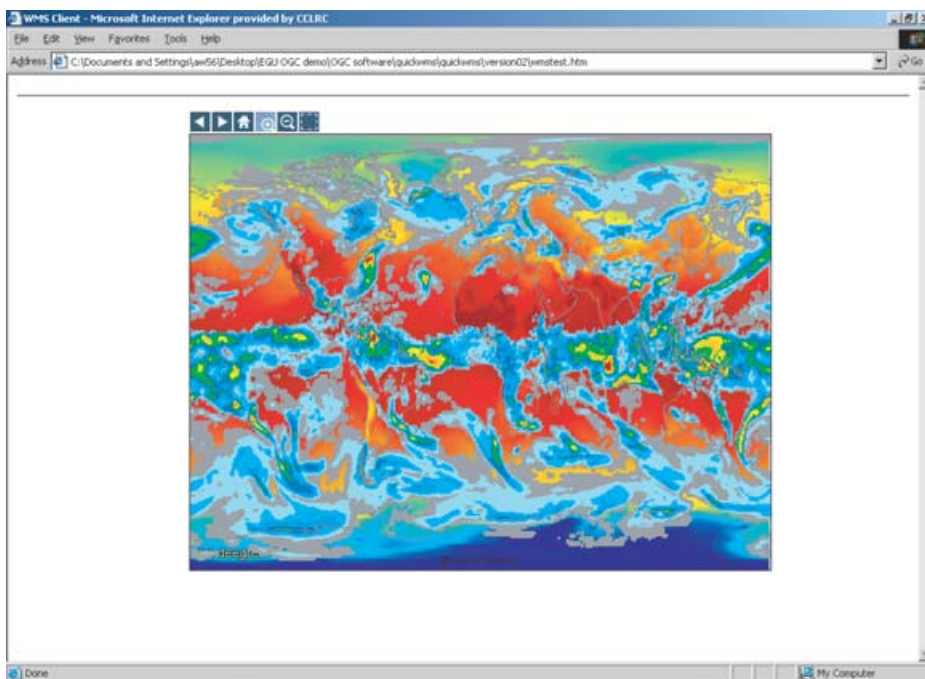 WMS Client - Microsoft Internet Explorer provided by CCLRC
File Edit View Favorites Tools Help
Address C:\Documents and Settings\aw56\Desktop\EGU OGC demo\OGC software\quickwms\quickwms\version02\wmstest.htm Go
Done My Computer